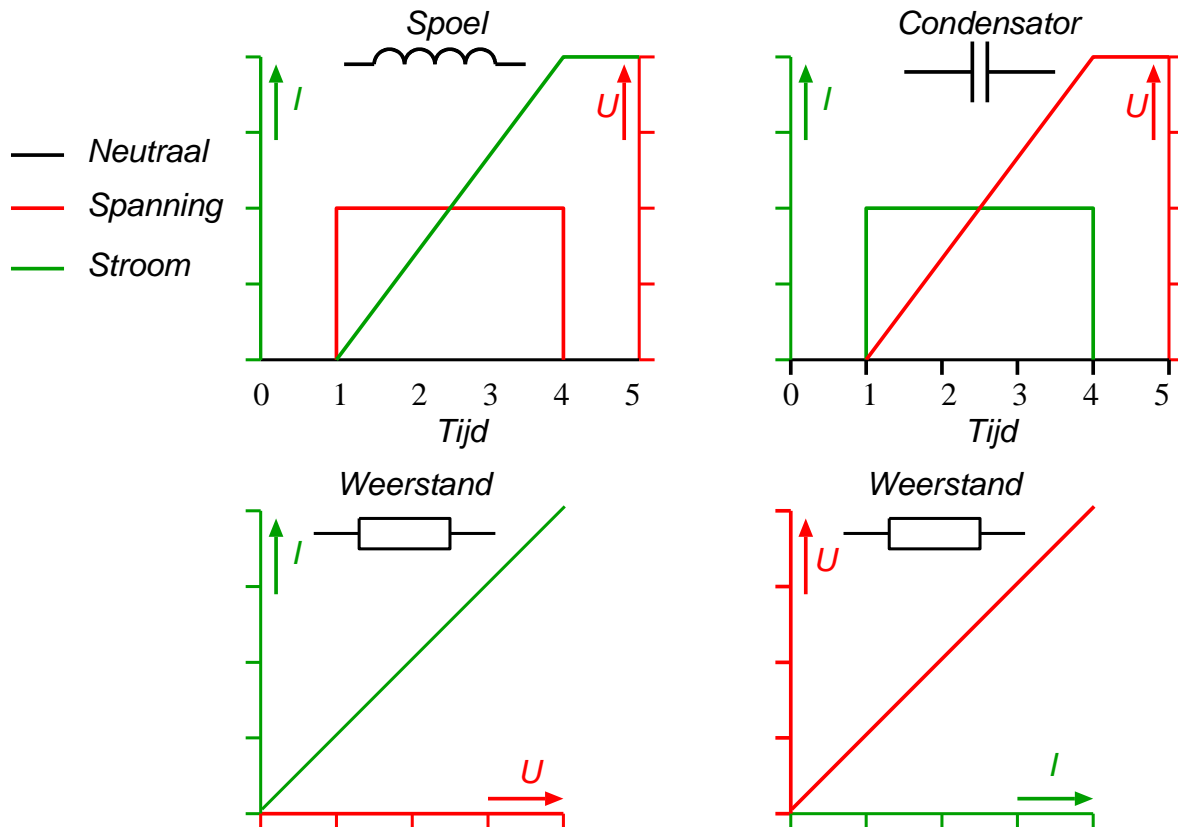 Spoel
I
U
Neutraal
Spanning
Stroom
0 1 2 3 4 5
Tijd
Condensator
I
U
0 1 2 3 4 5
Tijd
Weerstand
I
U
Weerstand
U
I